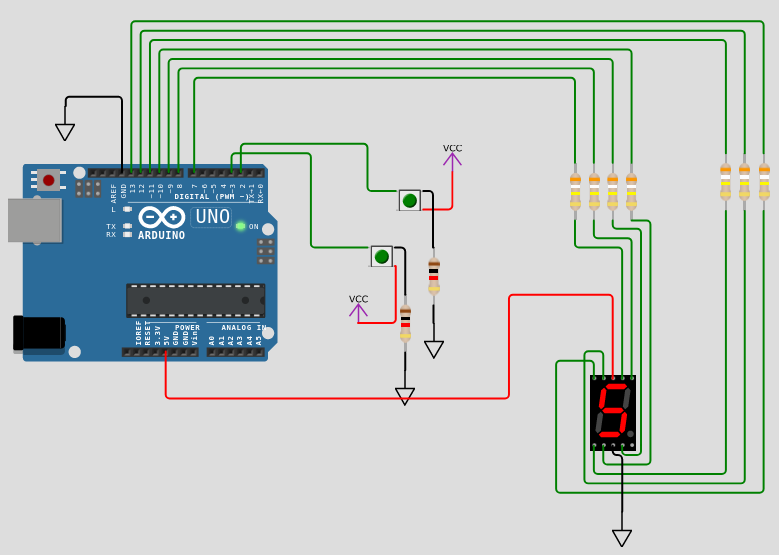 VCC
VCC
AREF
GND
13
12
~11
~10
~9
8
7
~6
~5
4
~3
2
TX→1
RX←0
DIGITAL (PWM ~)
L
TX
RX
UNO
ON
ARDUINO
IOREF
RESET
3.3V
5V
GND
GND
Vin
POWER
ANALOG IN
A0
A1
A2
A3
A4
A5